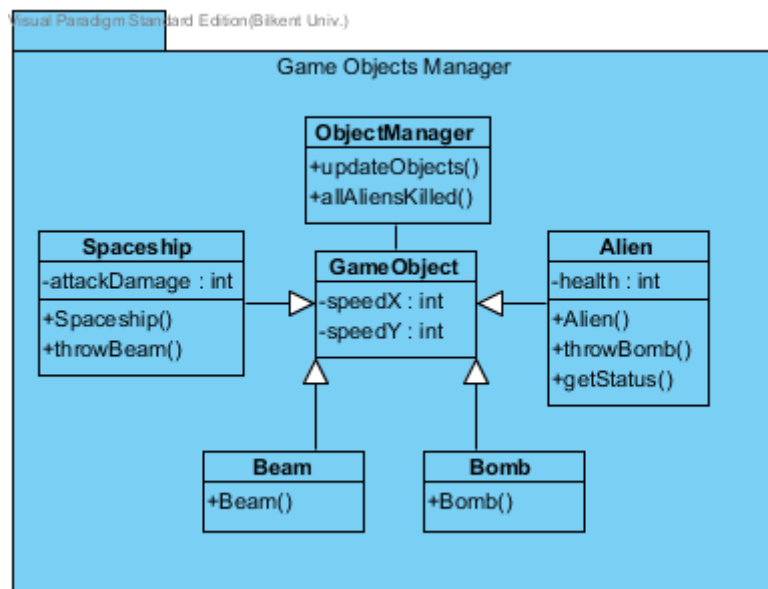 Visual Paradigm Standard Edition(Bilkent Univ.)
Game Objects Manager
ObjectManager
+updateObjects()
+allAliensKilled()
Spaceship
-attackDamage : int
+Spaceship()
+throwBeam()
GameObject
-speedX : int
-speedY : int
Alien
-health : int
+Alien()
+throwBomb()
+getStatus()
Beam
+Beam()
Bomb
+Bomb()